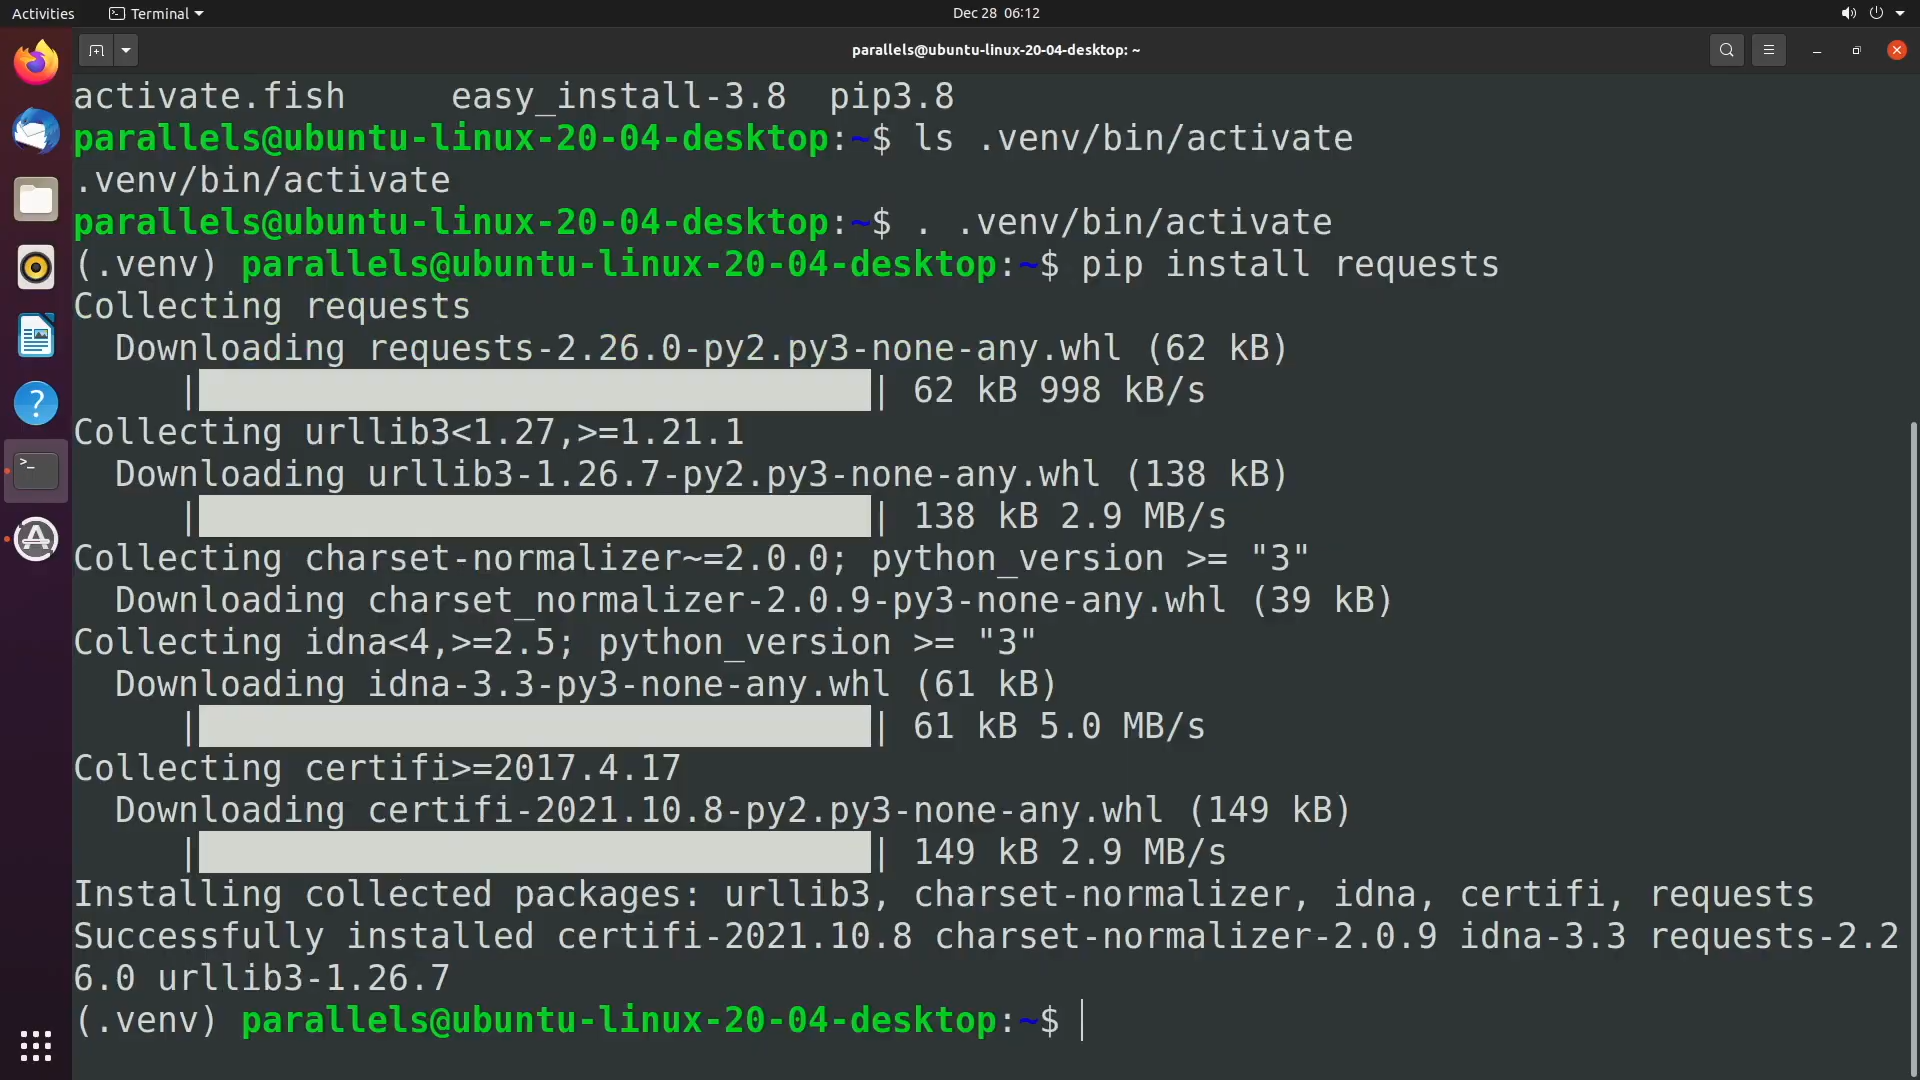 Activities Terminal Dec 28 06:12
parallels@ubuntu-linux-20-04-desktop: ~
activate.fish     easy_install-3.8  pip3.8
parallels@ubuntu-linux-20-04-desktop:~$ ls .venv/bin/activate
.venv/bin/activate
parallels@ubuntu-linux-20-04-desktop:~$ . .venv/bin/activate
(.venv) parallels@ubuntu-linux-20-04-desktop:~$ pip install requests
Collecting requests
  Downloading requests-2.26.0-py2.py3-none-any.whl (62 kB)
     || 62 kB 998 kB/s
Collecting urllib3<1.27,>=1.21.1
  Downloading urllib3-1.26.7-py2.py3-none-any.whl (138 kB)
     || 138 kB 2.9 MB/s
Collecting charset-normalizer~=2.0.0; python_version >= "3"
  Downloading charset_normalizer-2.0.9-py3-none-any.whl (39 kB)
Collecting idna<4,>=2.5; python_version >= "3"
  Downloading idna-3.3-py3-none-any.whl (61 kB)
     || 61 kB 5.0 MB/s
Collecting certifi>=2017.4.17
  Downloading certifi-2021.10.8-py2.py3-none-any.whl (149 kB)
     || 149 kB 2.9 MB/s
Installing collected packages: urllib3, charset-normalizer, idna, certifi, requests
Successfully installed certifi-2021.10.8 charset-normalizer-2.0.9 idna-3.3 requests-2.2
6.0 urllib3-1.26.7
(.venv) parallels@ubuntu-linux-20-04-desktop:~$